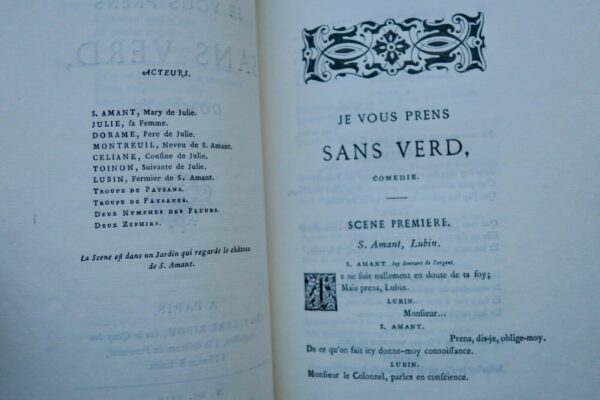 ACTEURS.
S. AMANT, Mary de Julie.
JULIE, ſa Femme.
DORAME, Pere de Julie.
MONTREUIL, Neveu de S. Amant.
CELIANE, Couſine de Julie.
TOINON, Suivante de Julie.
LUBIN, Fermier de S. Amant.
TROUPE DE PAYSANS.
TROUPE DE PAYSANES.
DEUX NYMPHES DES FLEURS.
DEUX ZEPHIRS.
La Scene eſt dans un Jardin qui regarde le château
de S. Amant.
JE VOUS PRENS
SANS VERD,
COMEDIE.
SCENE PREMIERE.
S. Amant, Lubin.
S. AMANT luy donnant de l'argent.
JE ne ſuit nullement en doute de ta foy;
Mais prens, Lubin.
LUBIN.
Monſieur...
S. AMANT.
Prens, dis-je, oblige-moy.
De ce qu'on fait icy donne-moy connoiſſance.
LUBIN.
Monſieur le Colonnel, parlez en conſcience.